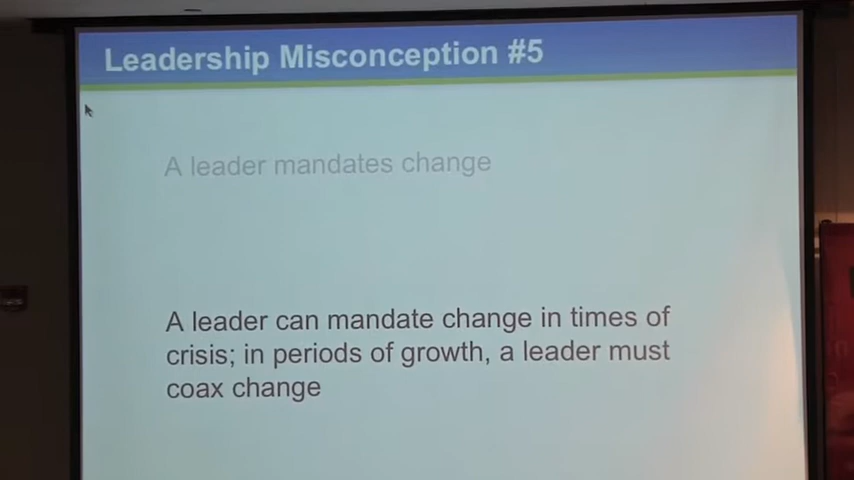 Leadership Misconception #5
A leader mandates change
A leader can mandate change in times of
crisis; in periods of growth, a leader must
coax change